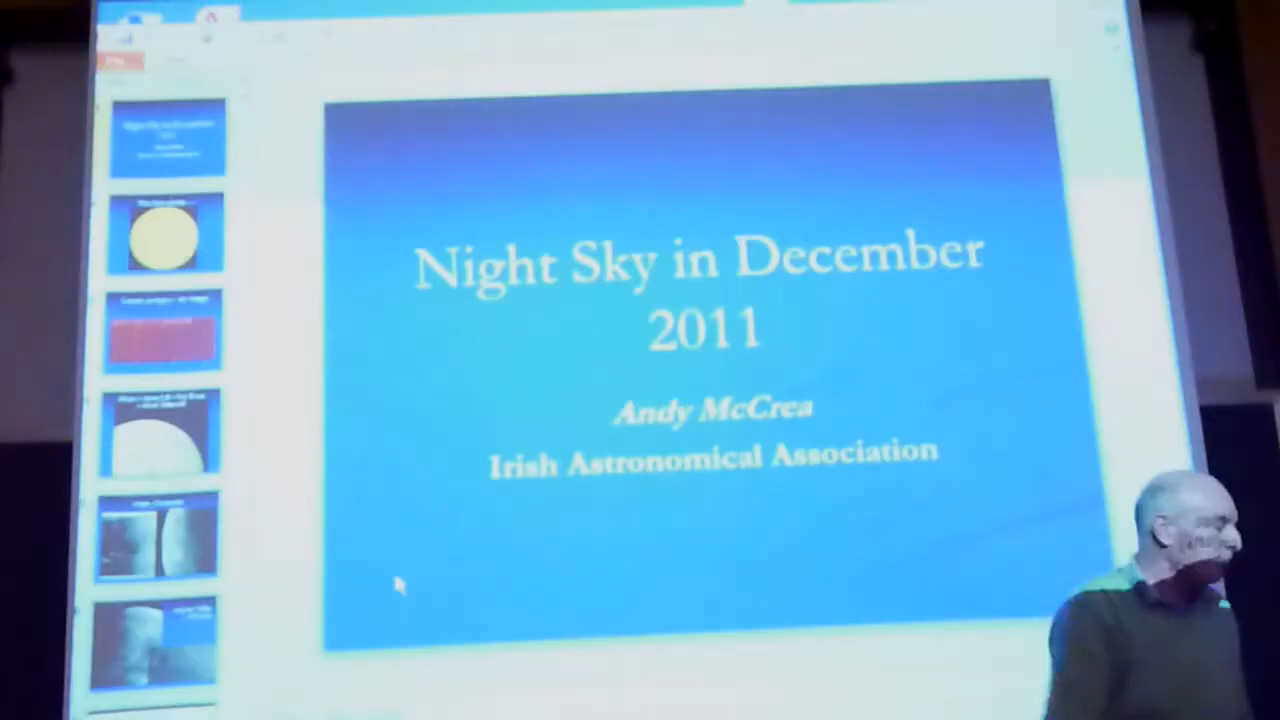 Night Sky in December
2011
Andy McCrea
Irish Astronomical Association